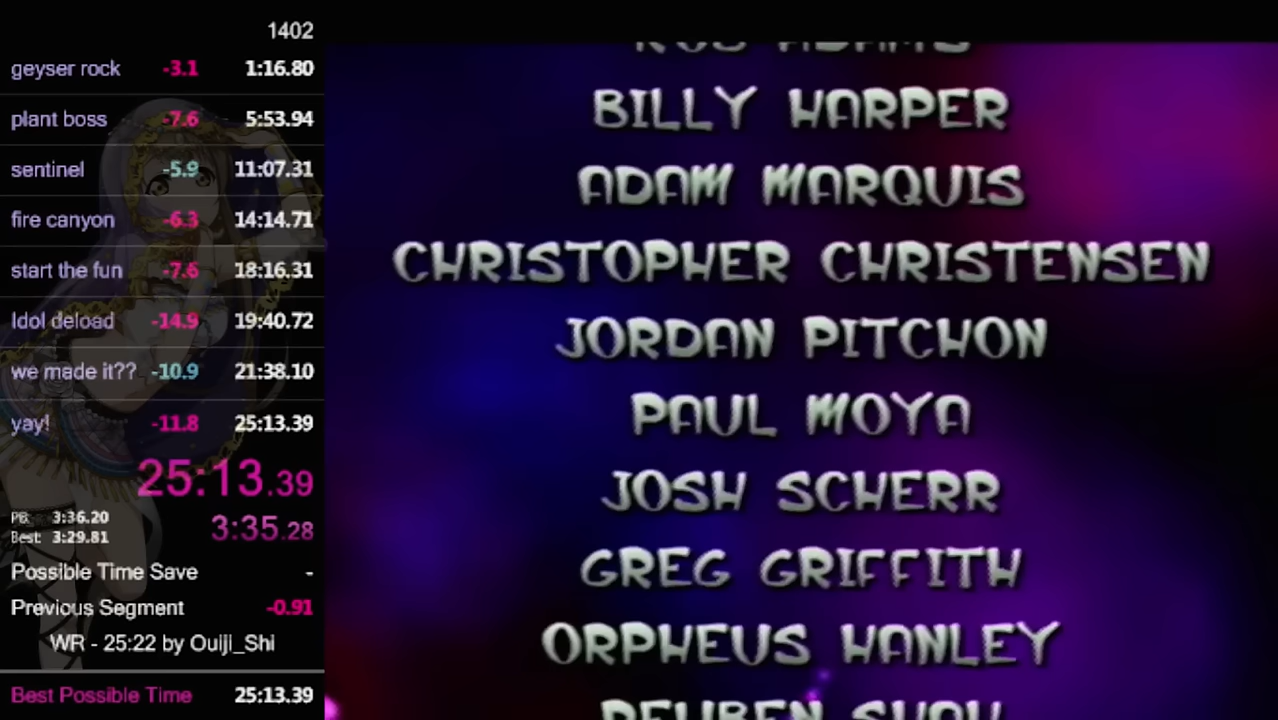 1402
geyser rock -3.1 1:16.80
plant boss -7.6 5:53.94
sentinel -5.9 11:07.31
fire canyon -6.3 14:14.71
start the fun -7.6 18:16.31
Idol deload -14.9 19:40.72
we made it?? -10.9 21:38.10
yay! -11.8 25:13.39
25:13.39
PB: 3:36.20
Best: 3:29.81
3:35.28
Possible Time Save -
Previous Segment -0.91
WR - 25:22 by Ouiji_Shi
Best Possible Time 25:13.39
ADAMS
BILLY HARPER
ADAM MARQUIS
CHRISTOPHER CHRISTENSEN
JORDAN PITCHON
PAUL MOYA
JOSH SCHERR
GREG GRIFFITH
ORPHEUS HANLEY
REUBEN